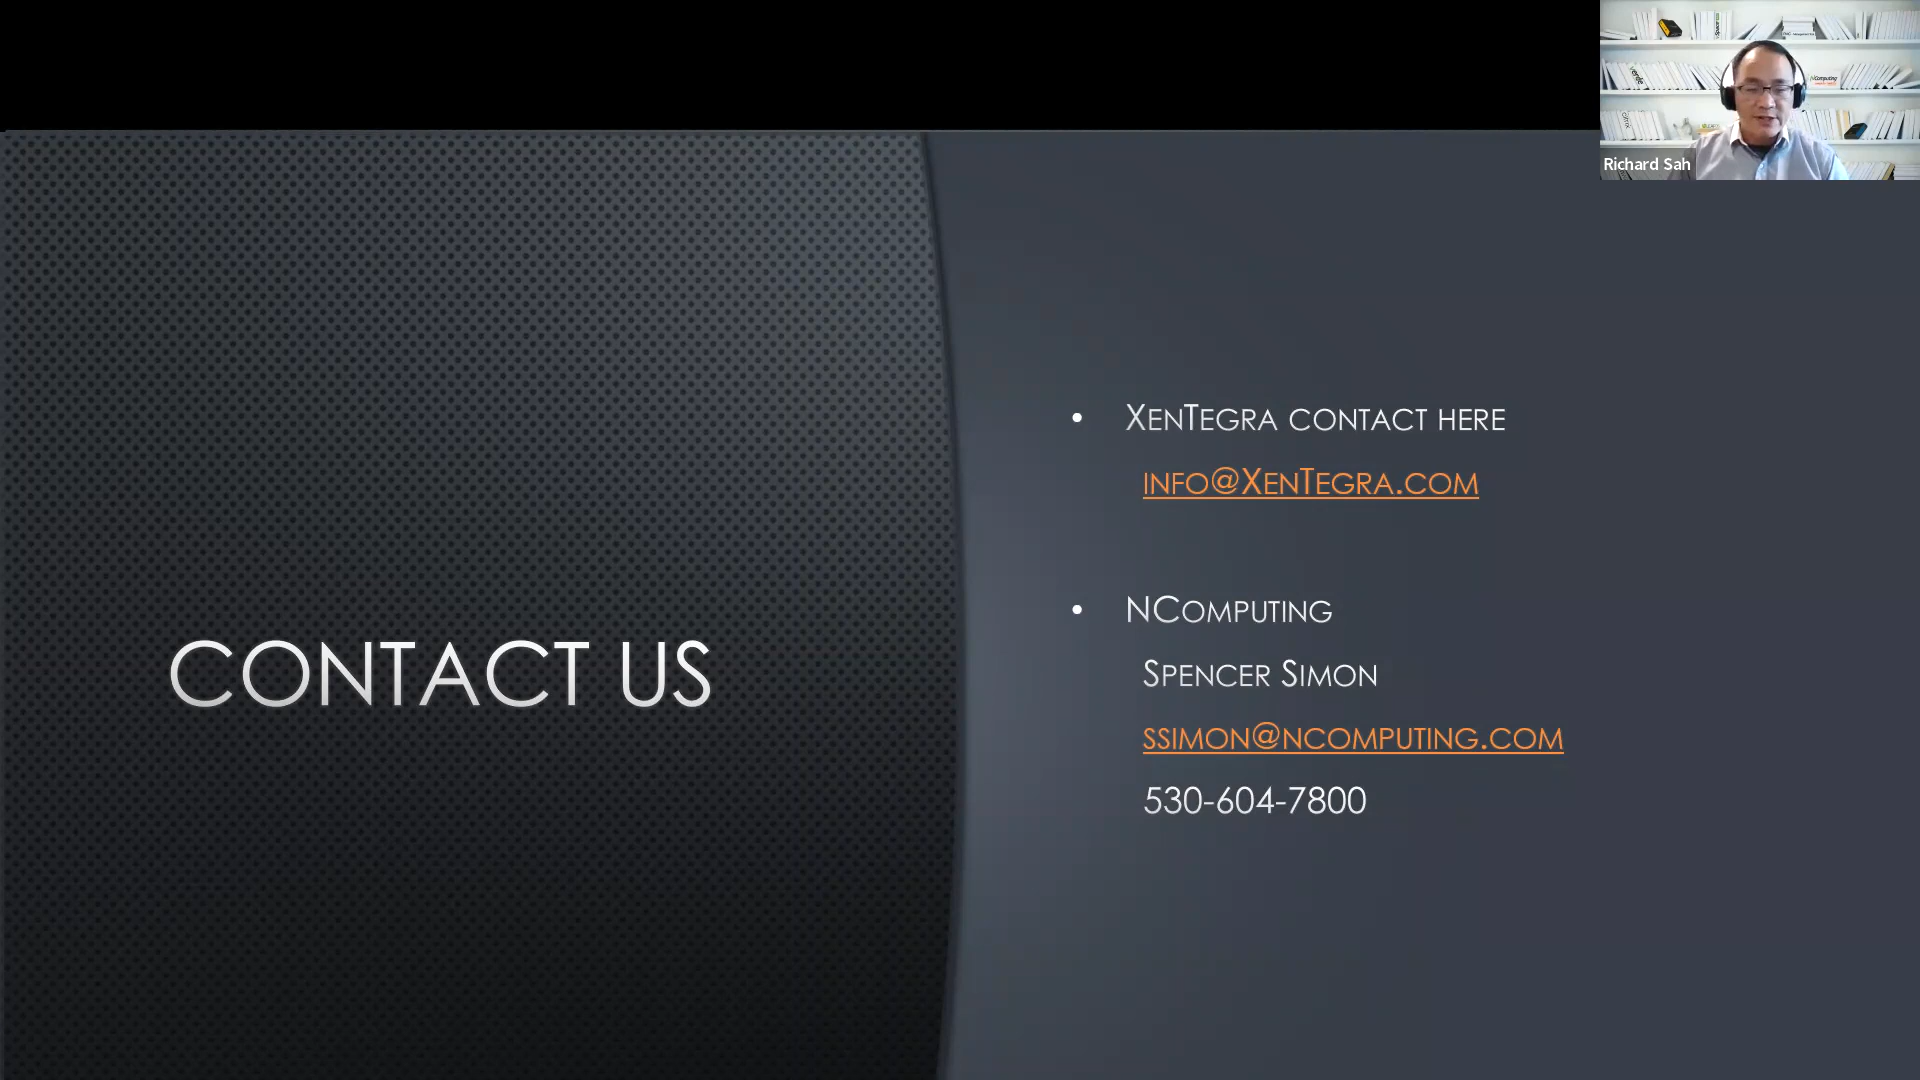 Richard Sah
CONTACT US
• XENTEGRA CONTACT HERE
INFO@XENTEGRA.COM
• NCOMPUTING
SPENCER SIMON
SSIMON@NCOMPUTING.COM
530-604-7800